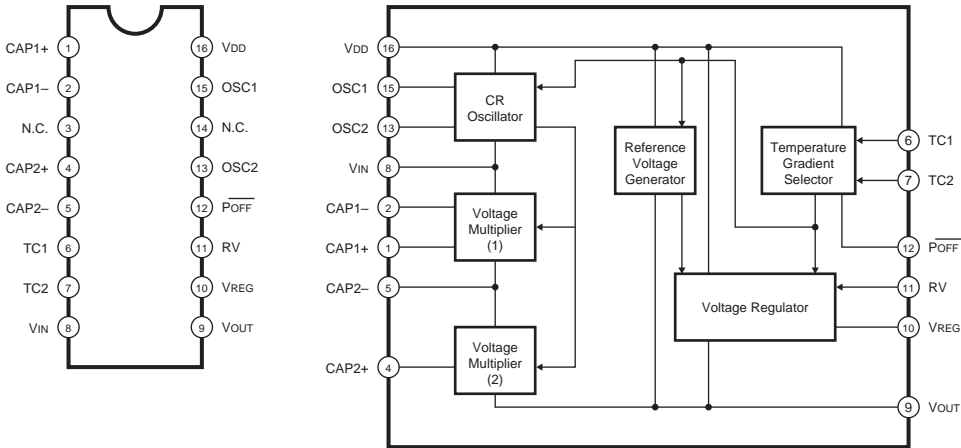 CAP1+ 1
CAP1– 2
N.C. 3
CAP2+ 4
CAP2– 5
TC1 6
TC2 7
VIN 8
16 VDD
15 OSC1
14 N.C.
13 OSC2
12 POFF
11 RV
10 VREG
9 VOUT
VDD 16
OSC1 15
OSC2 13
VIN 8
CAP1– 2
CAP1+ 1
CAP2– 5
CAP2+ 4
CR
Oscillator
Voltage
Multiplier
(1)
Voltage
Multiplier
(2)
Reference
Voltage
Generator
Temperature
Gradient
Selector
Voltage Regulator
6 TC1
7 TC2
12 POFF
11 RV
10 VREG
9 VOUT